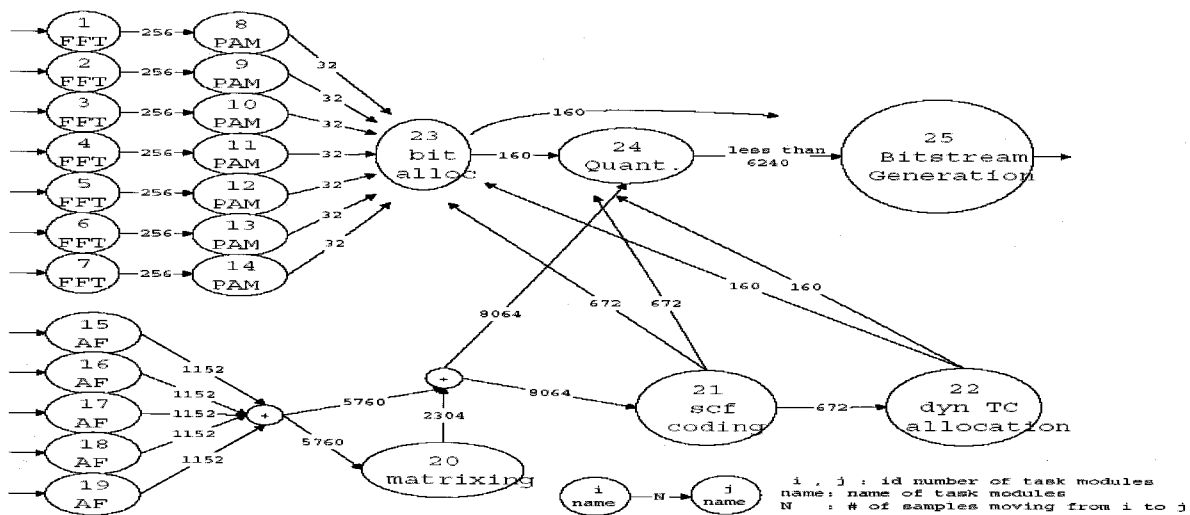 1
FFT
256
8
PAM
32
2
FFT
256
9
PAM
32
3
FFT
256
10
PAM
32
4
FFT
256
11
PAM
32
5
FFT
256
12
PAM
32
6
FFT
256
13
PAM
32
7
FFT
256
14
PAM
32
23
bit
alloc
160
160
24
Quant.
less than
6240
25
Bitstream
Generation
8064
672
672
160
160
15
AF
1152
16
AF
1152
17
AF
1152
18
AF
1152
19
AF
1152
+
5760
5760
+
2304
20
matrixing
8064
21
scf
coding
672
22
dyn TC
allocation
i
name
N
j
name
i , j : id number of task modules
name: name of task modules
N : # of samples moving from i to j